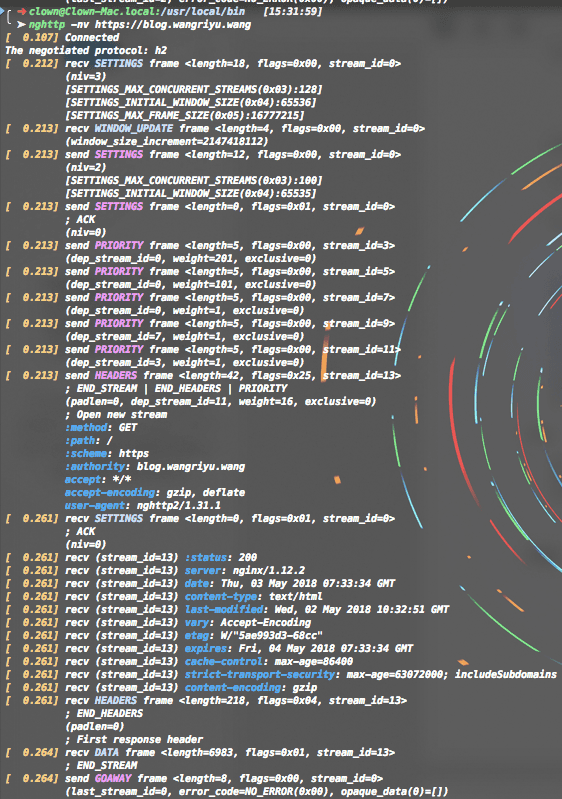 (last_stream_id=2, error_code=NO_ERROR(0x00), opaque_data(0)=[])
clown@Clown-Mac.local:/usr/local/bin [15:31:59]
➤ nghttp -nv https://blog.wangriyu.wang
[ 0.107] Connected
The negotiated protocol: h2
[ 0.212] recv SETTINGS frame <length=18, flags=0x00, stream_id=0>
(niv=3)
[SETTINGS_MAX_CONCURRENT_STREAMS(0x03):128]
[SETTINGS_INITIAL_WINDOW_SIZE(0x04):65536]
[SETTINGS_MAX_FRAME_SIZE(0x05):16777215]
[ 0.213] recv WINDOW_UPDATE frame <length=4, flags=0x00, stream_id=0>
(window_size_increment=2147418112)
[ 0.213] send SETTINGS frame <length=12, flags=0x00, stream_id=0>
(niv=2)
[SETTINGS_MAX_CONCURRENT_STREAMS(0x03):100]
[SETTINGS_INITIAL_WINDOW_SIZE(0x04):65535]
[ 0.213] send SETTINGS frame <length=0, flags=0x01, stream_id=0>
; ACK
(niv=0)
[ 0.213] send PRIORITY frame <length=5, flags=0x00, stream_id=3>
(dep_stream_id=0, weight=201, exclusive=0)
[ 0.213] send PRIORITY frame <length=5, flags=0x00, stream_id=5>
(dep_stream_id=0, weight=101, exclusive=0)
[ 0.213] send PRIORITY frame <length=5, flags=0x00, stream_id=7>
(dep_stream_id=0, weight=1, exclusive=0)
[ 0.213] send PRIORITY frame <length=5, flags=0x00, stream_id=9>
(dep_stream_id=7, weight=1, exclusive=0)
[ 0.213] send PRIORITY frame <length=5, flags=0x00, stream_id=11>
(dep_stream_id=3, weight=1, exclusive=0)
[ 0.213] send HEADERS frame <length=42, flags=0x25, stream_id=13>
; END_STREAM | END_HEADERS | PRIORITY
(padlen=0, dep_stream_id=11, weight=16, exclusive=0)
; Open new stream
:method: GET
:path: /
:scheme: https
:authority: blog.wangriyu.wang
accept: */*
accept-encoding: gzip, deflate
user-agent: nghttp2/1.31.1
[ 0.261] recv SETTINGS frame <length=0, flags=0x01, stream_id=0>
; ACK
(niv=0)
[ 0.261] recv (stream_id=13) :status: 200
[ 0.261] recv (stream_id=13) server: nginx/1.12.2
[ 0.261] recv (stream_id=13) date: Thu, 03 May 2018 07:33:34 GMT
[ 0.261] recv (stream_id=13) content-type: text/html
[ 0.261] recv (stream_id=13) last-modified: Wed, 02 May 2018 10:32:51 GMT
[ 0.261] recv (stream_id=13) vary: Accept-Encoding
[ 0.261] recv (stream_id=13) etag: W/"5ae993d3-68cc"
[ 0.261] recv (stream_id=13) expires: Fri, 04 May 2018 07:33:34 GMT
[ 0.261] recv (stream_id=13) cache-control: max-age=86400
[ 0.261] recv (stream_id=13) strict-transport-security: max-age=63072000; includeSubdomains
[ 0.261] recv (stream_id=13) content-encoding: gzip
[ 0.261] recv HEADERS frame <length=218, flags=0x04, stream_id=13>
; END_HEADERS
(padlen=0)
; First response header
[ 0.264] recv DATA frame <length=6983, flags=0x01, stream_id=13>
; END_STREAM
[ 0.264] send GOAWAY frame <length=8, flags=0x00, stream_id=0>
(last_stream_id=0, error_code=NO_ERROR(0x00), opaque_data(0)=[])